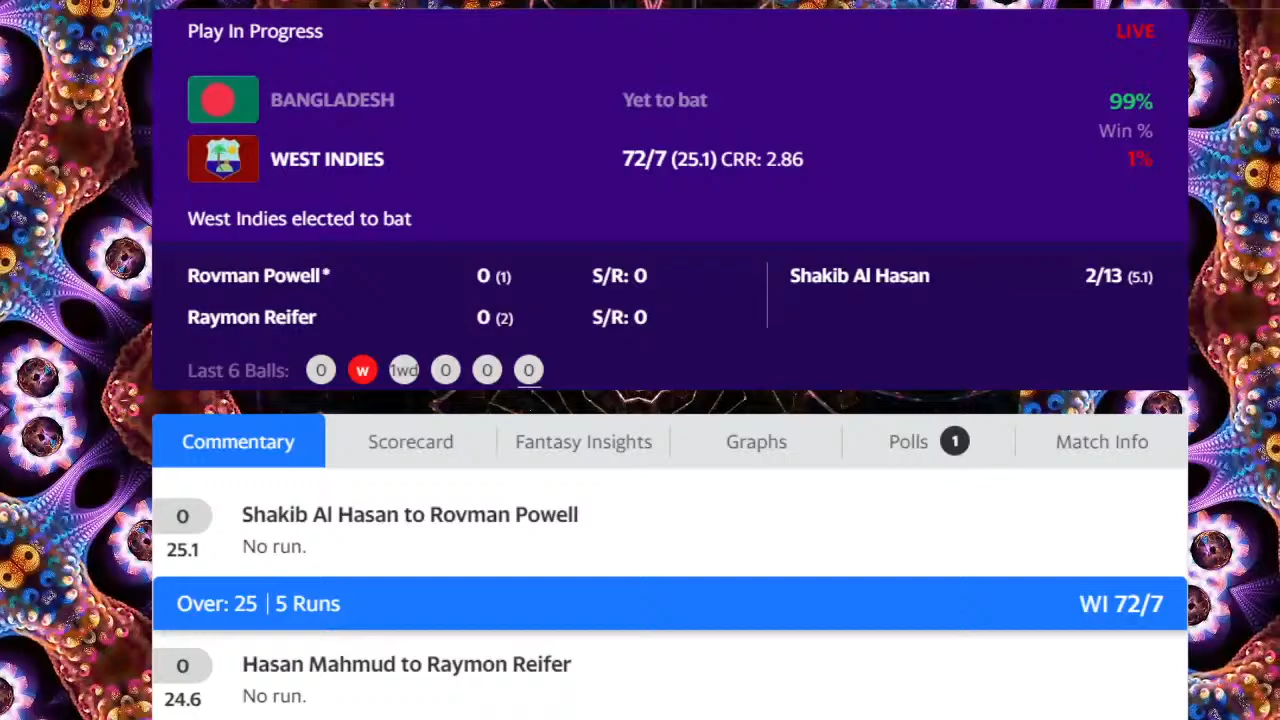 Play In Progress LIVE
BANGLADESH Yet to bat 99%
Win %
WEST INDIES 72/7 (25.1) CRR: 2.86 1%
West Indies elected to bat
Rovman Powell* 0 (1) S/R: 0 Shakib Al Hasan 2/13 (5.1)
Raymon Reifer 0 (2) S/R: 0
Last 6 Balls: 0 w 1wd 0 0 0
Commentary Scorecard Fantasy Insights Graphs Polls 1 Match Info
0 Shakib Al Hasan to Rovman Powell
25.1 No run.
Over: 25 | 5 Runs WI 72/7
0 Hasan Mahmud to Raymon Reifer
24.6 No run.